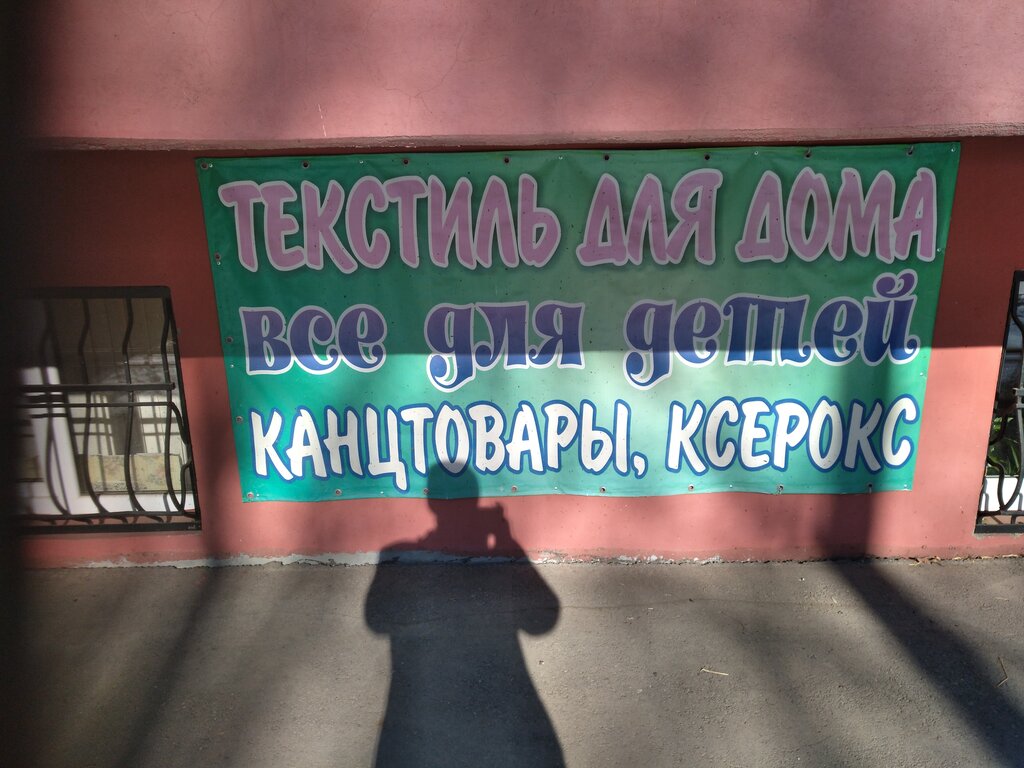 ТЕКСТИЛЬ ДЛЯ ДОМА
все для детей
КАНЦТОВАРЫ, КСЕРОКС